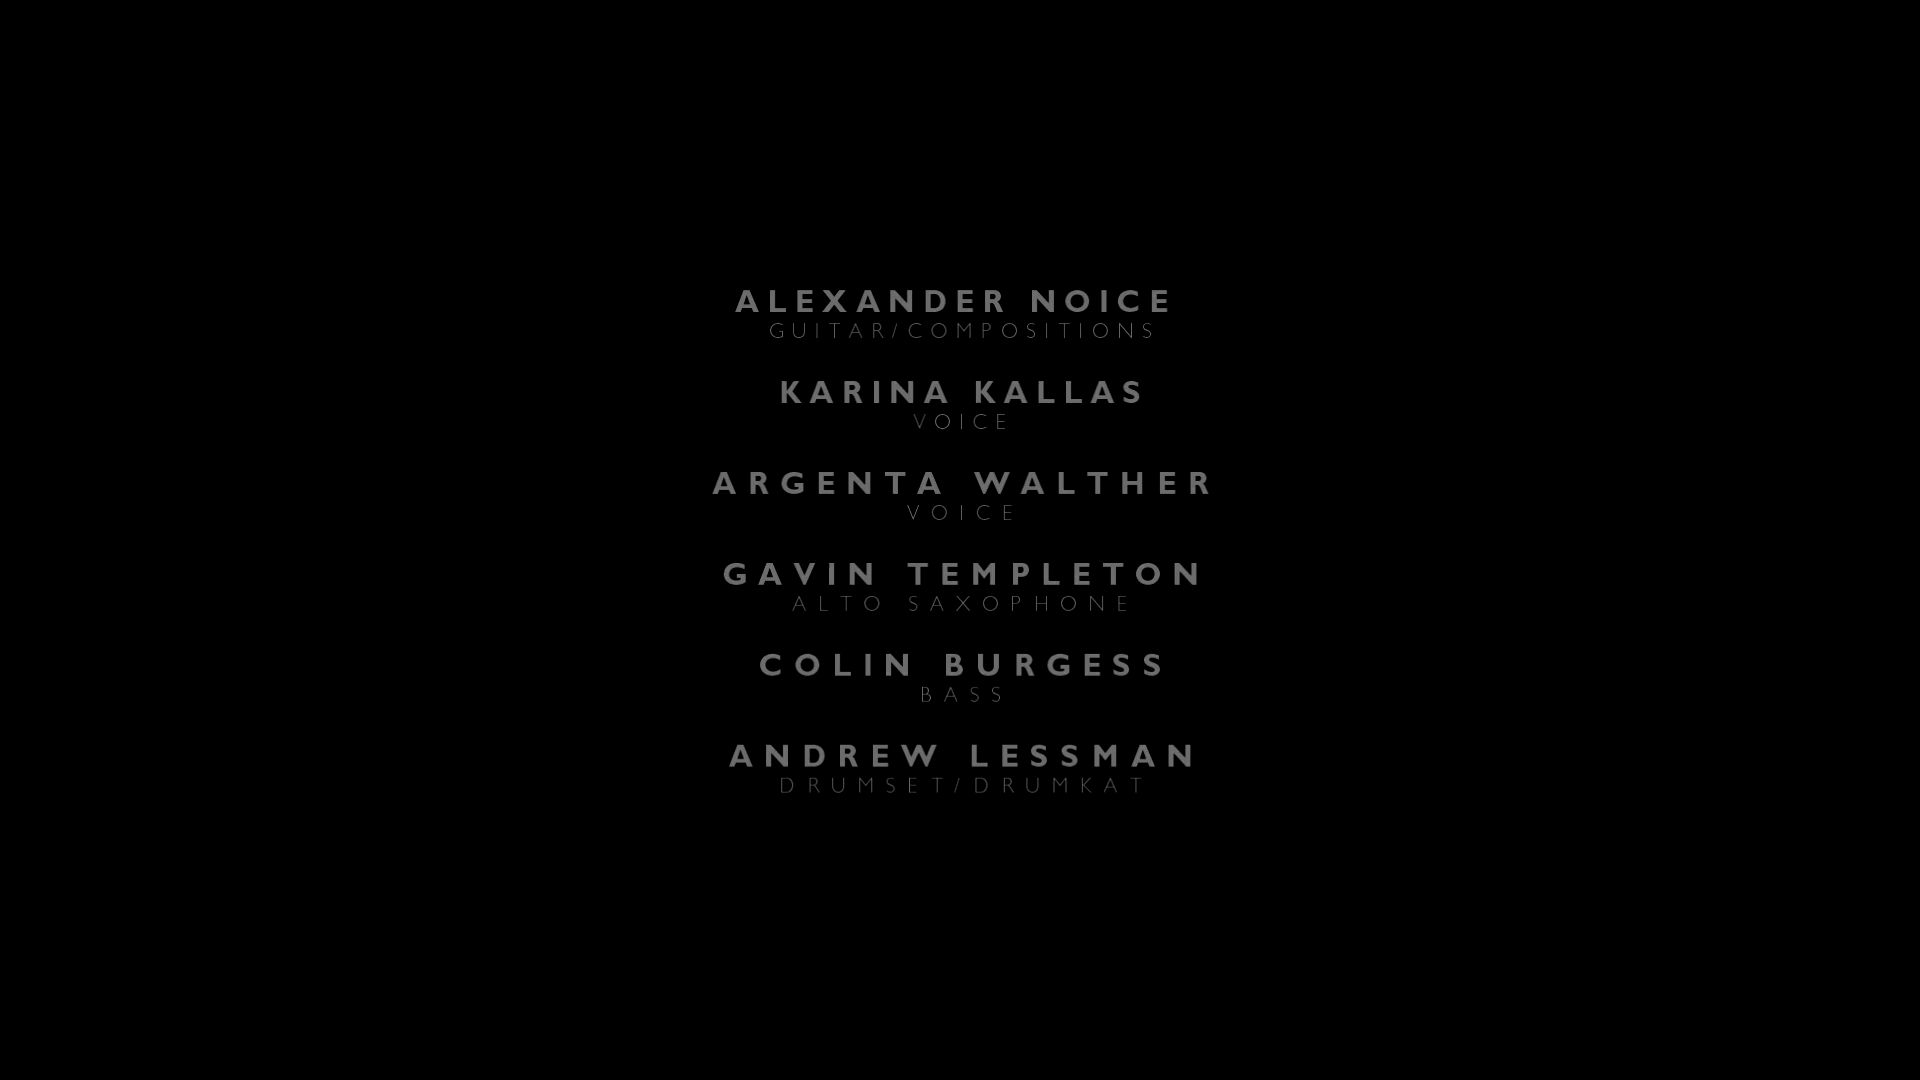 ALEXANDER NOICE
GUITAR/COMPOSITIONS
KARINA KALLAS
VOICE
ARGENTA WALTHER
VOICE
GAVIN TEMPLETON
ALTO SAXOPHONE
COLIN BURGESS
BASS
ANDREW LESSMAN
DRUMSET/DRUMKAT